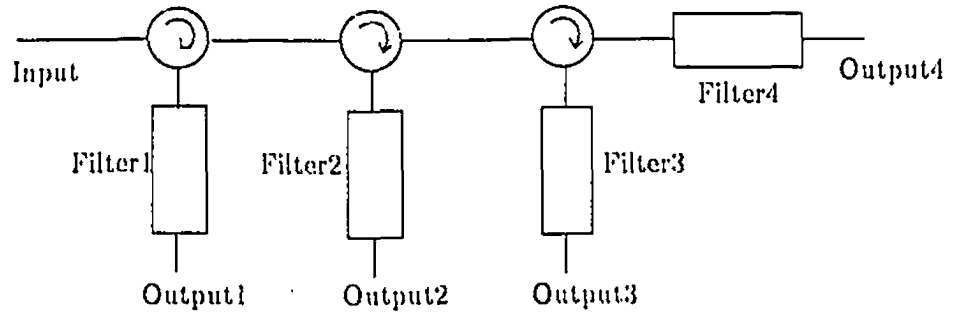 Input
Output4
Filter4
Filter1
Filter2
Filter3
Output1
Output2
Output3